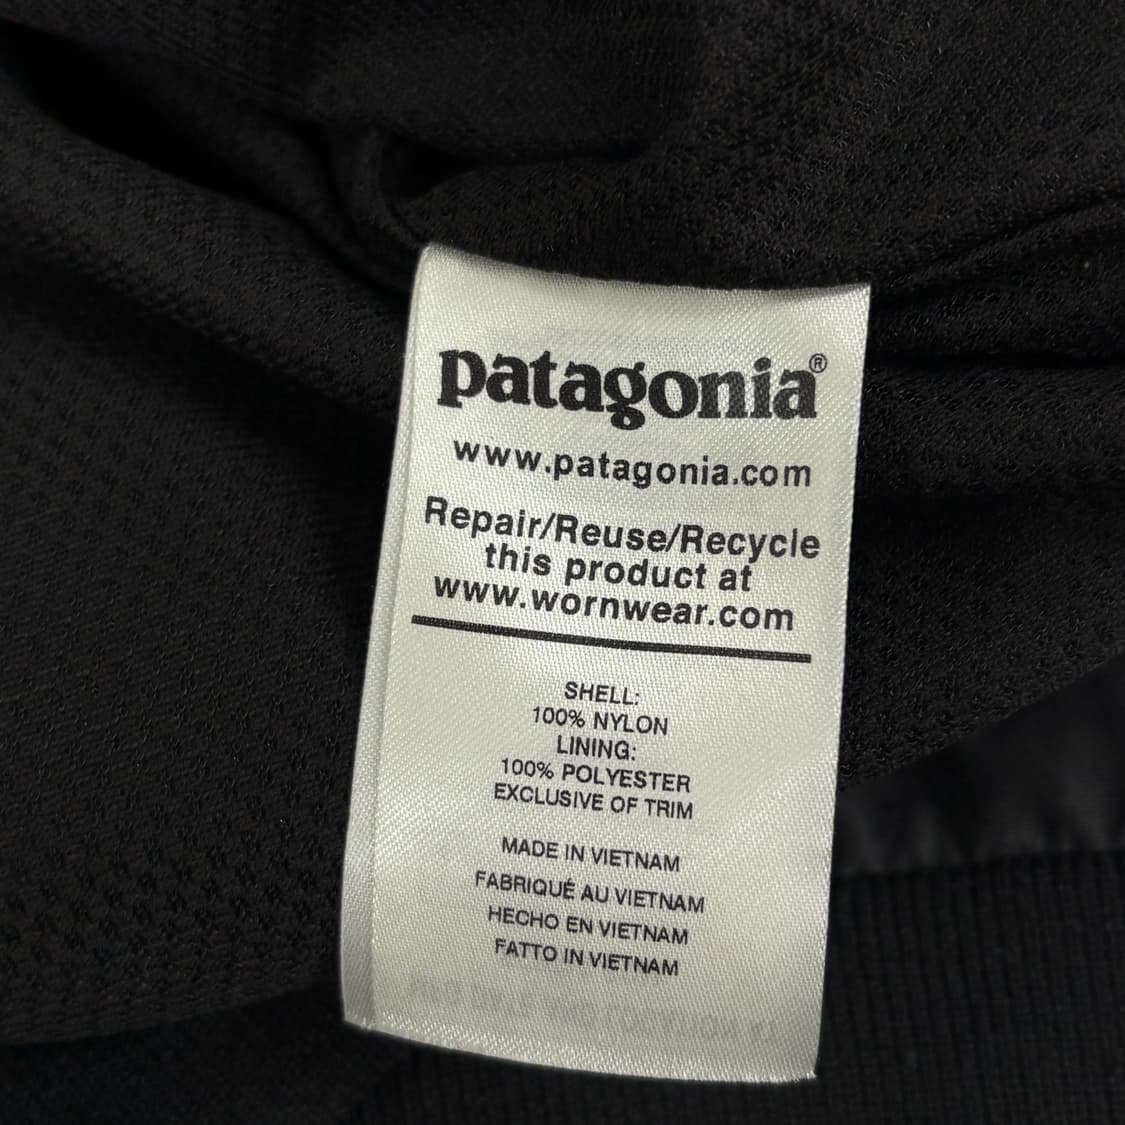 patagonia®
www.patagonia.com
Repair/Reuse/Recycle
this product at
www.wornwear.com
SHELL:
100% NYLON
LINING:
100% POLYESTER
EXCLUSIVE OF TRIM
MADE IN VIETNAM
FABRIQUÉ AU VIETNAM
HECHO EN VIETNAM
FATTO IN VIETNAM